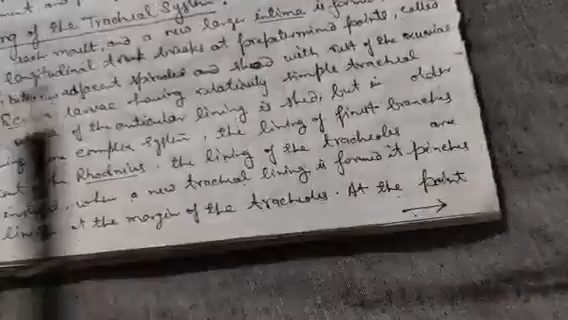 ng of the Tracheal System.
each moult, and a new larger intima is formed
longitudinal trunk breaks at predetermined points, called
between adjacent spiracles and shed with rest of the exuviae
larvae having relatively simple tracheal
of the cuticular lining is shed, but in older
complex system, the lining of finest branches
Rhodnius, the lining of the tracheoles are
when a new tracheal lining is formed it pinches
at the margin of the tracheoles. At the point
→